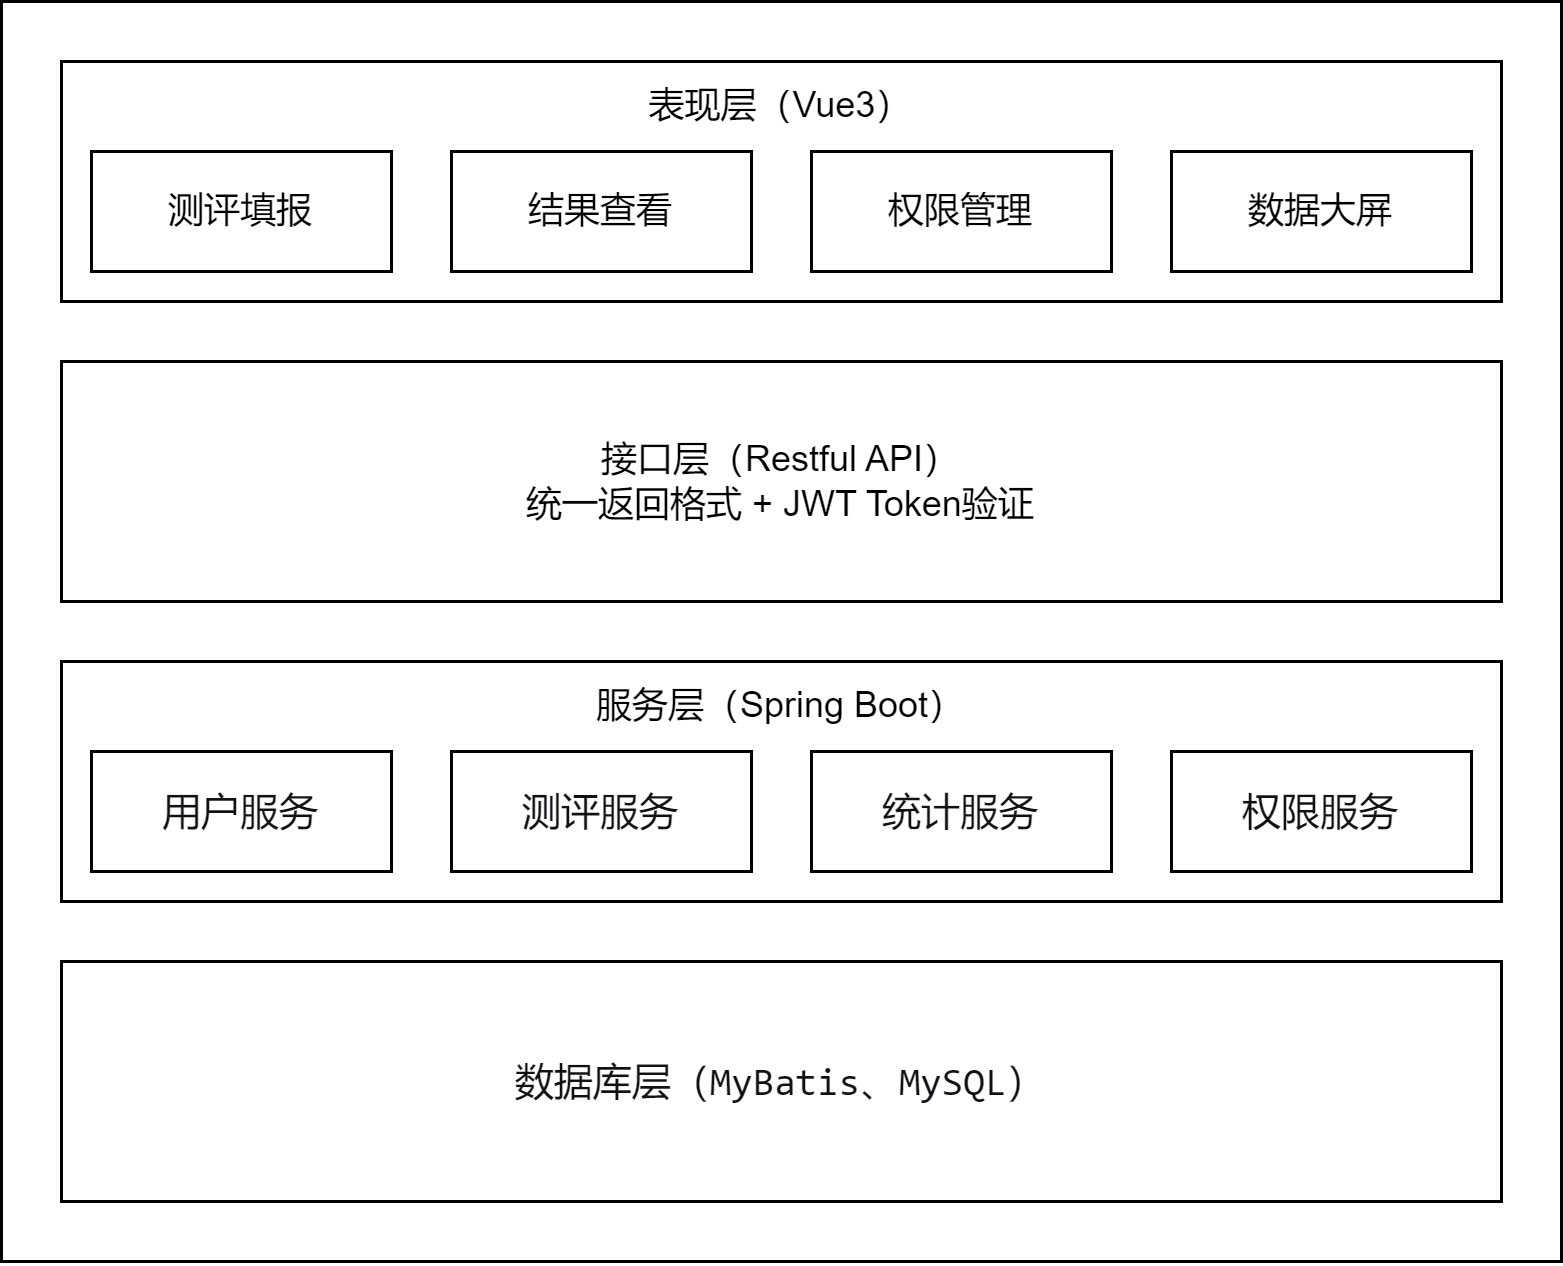 表现层（Vue3）
测评填报
结果查看
权限管理
数据大屏
接口层（Restful API）
统一返回格式 + JWT Token验证
服务层（Spring Boot）
用户服务
测评服务
统计服务
权限服务
数据库层（MyBatis、MySQL）